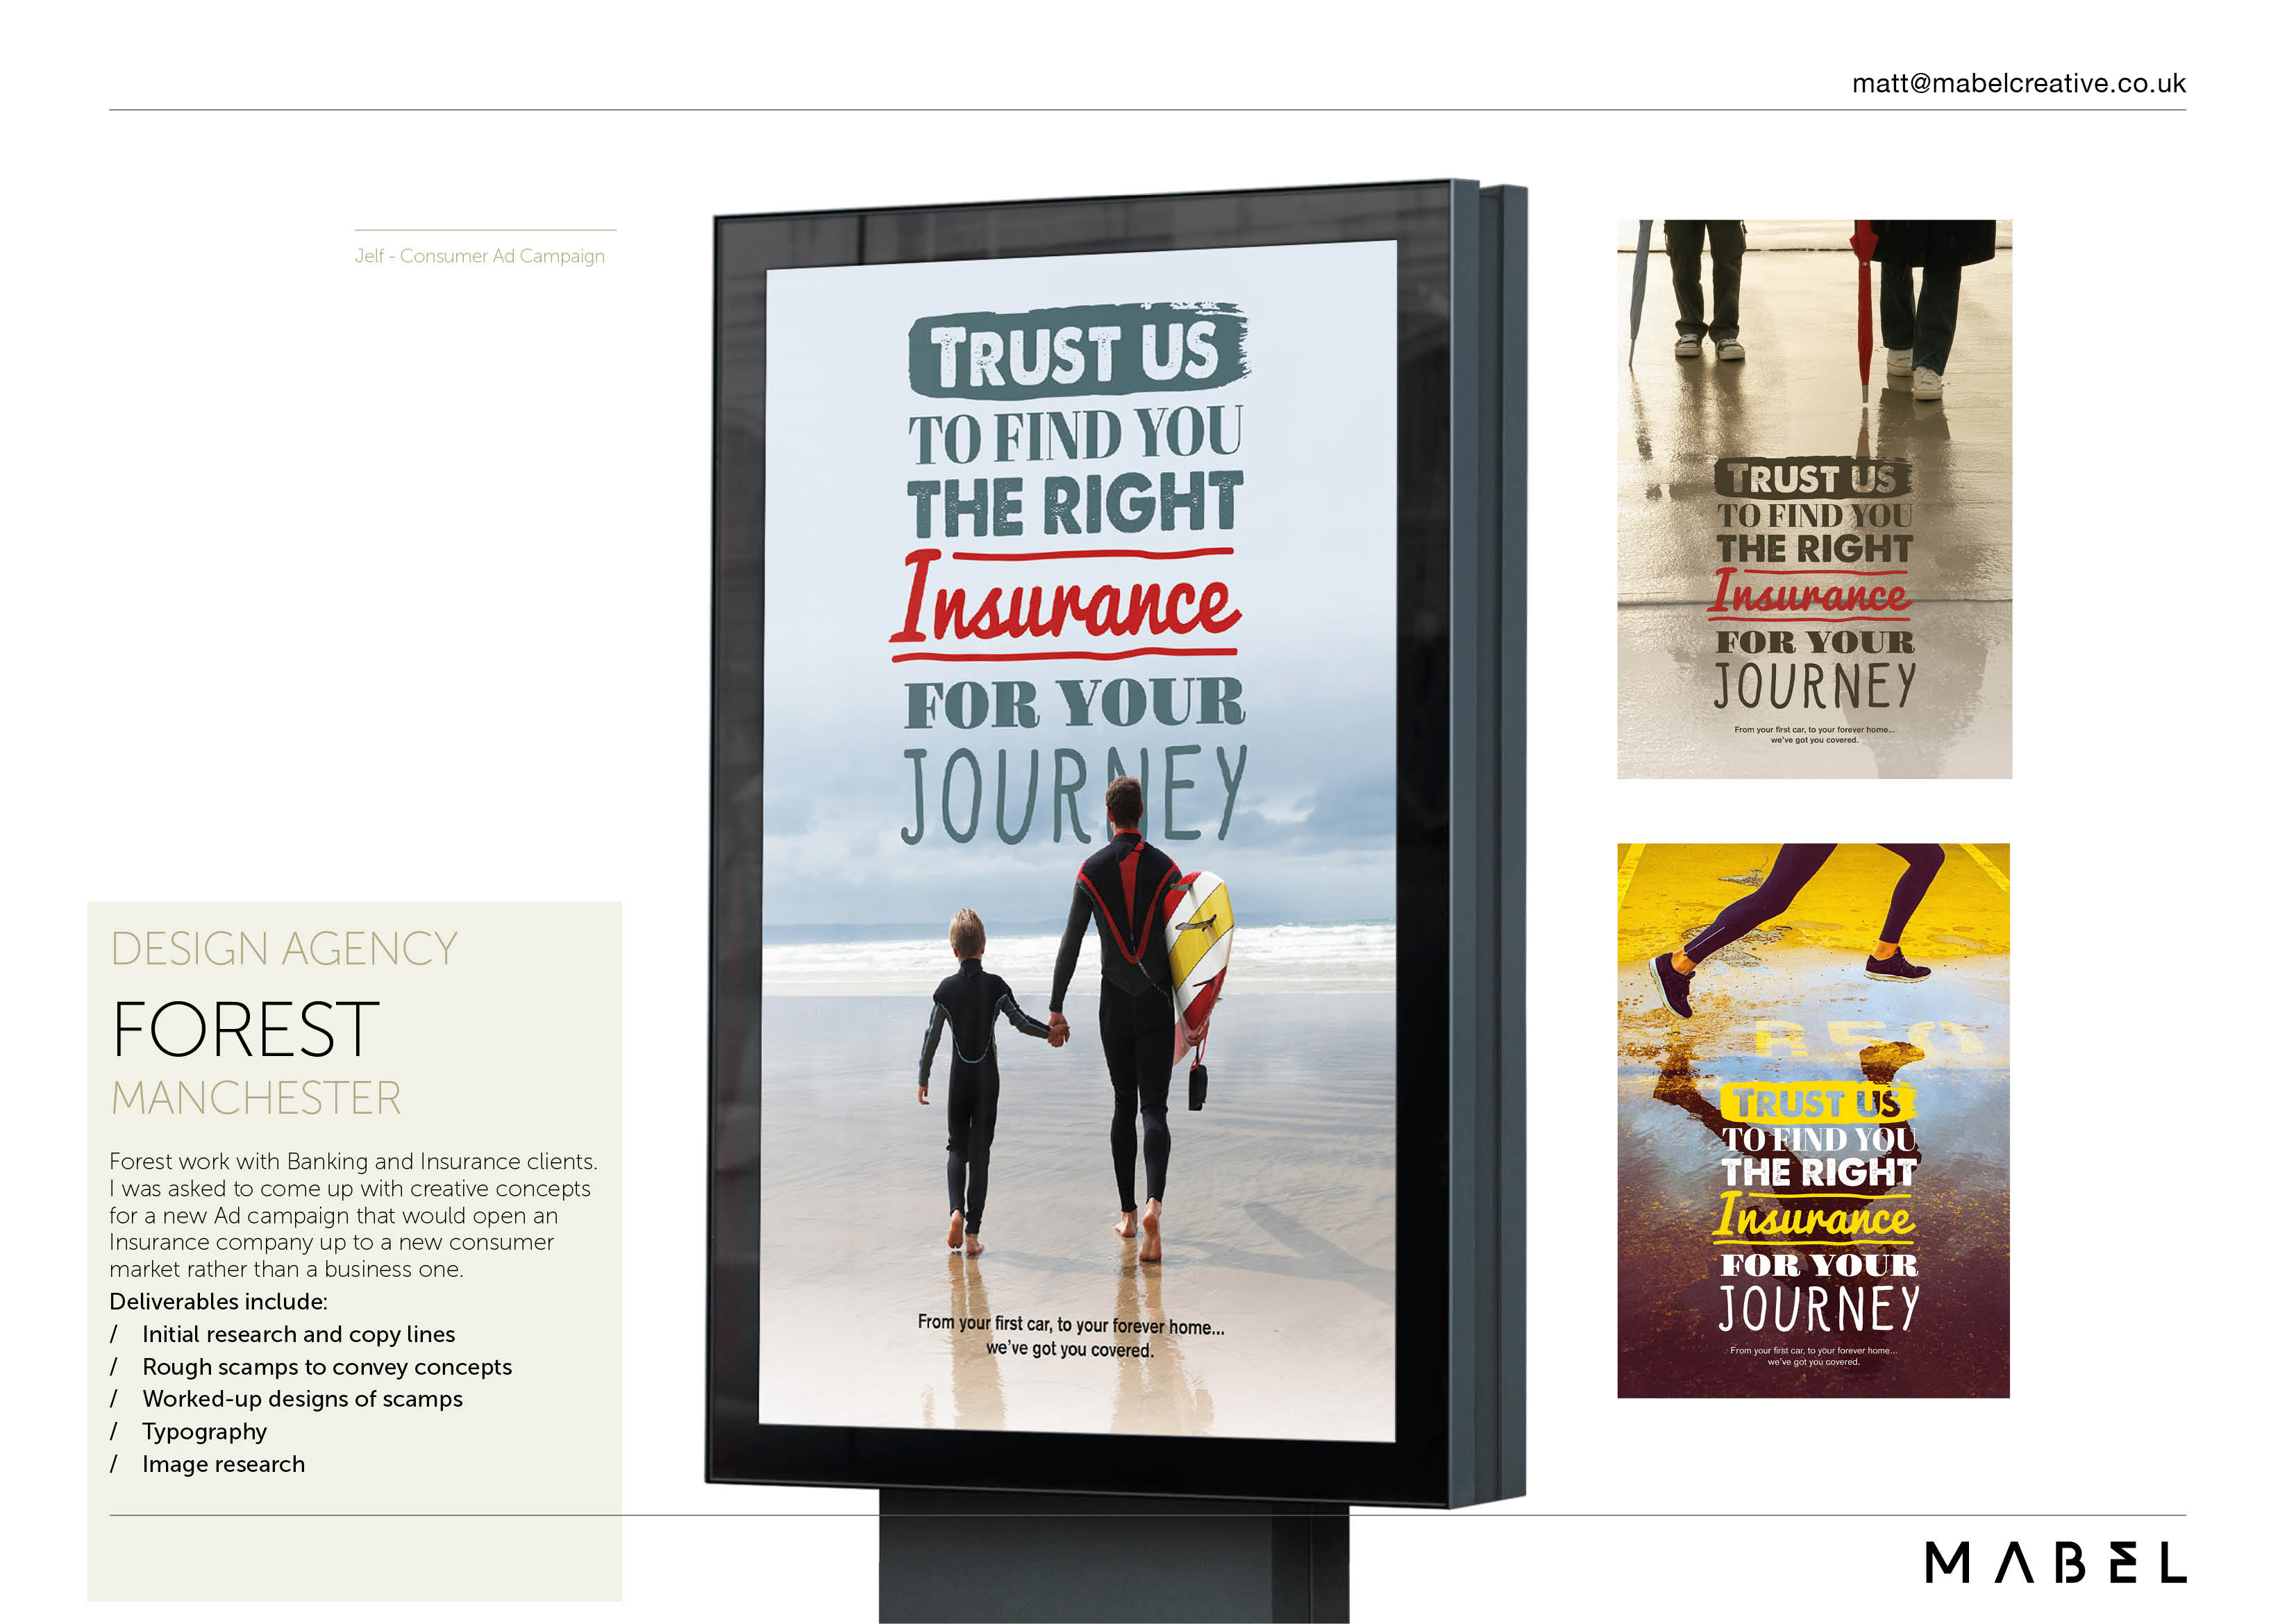 matt@mabelcreative.co.uk
Jelf - Consumer Ad Campaign
TRUST US
TO FIND YOU
THE RIGHT
Insurance
FOR YOUR
JOURNEY
From your first car, to your forever home...
we've got you covered.
TRUST US
TO FIND YOU
THE RIGHT
Insurance
FOR YOUR
JOURNEY
From your first car, to your forever home...
we've got you covered.
TRUST US
TO FIND YOU
THE RIGHT
Insurance
FOR YOUR
JOURNEY
From your first car, to your forever home...
we've got you covered.
DESIGN AGENCY
FOREST
MANCHESTER
Forest work with Banking and Insurance clients.
I was asked to come up with creative concepts
for a new Ad campaign that would open an
Insurance company up to a new consumer
market rather than a business one.
Deliverables include:
/ Initial research and copy lines
/ Rough scamps to convey concepts
/ Worked-up designs of scamps
/ Typography
/ Image research
MABEL